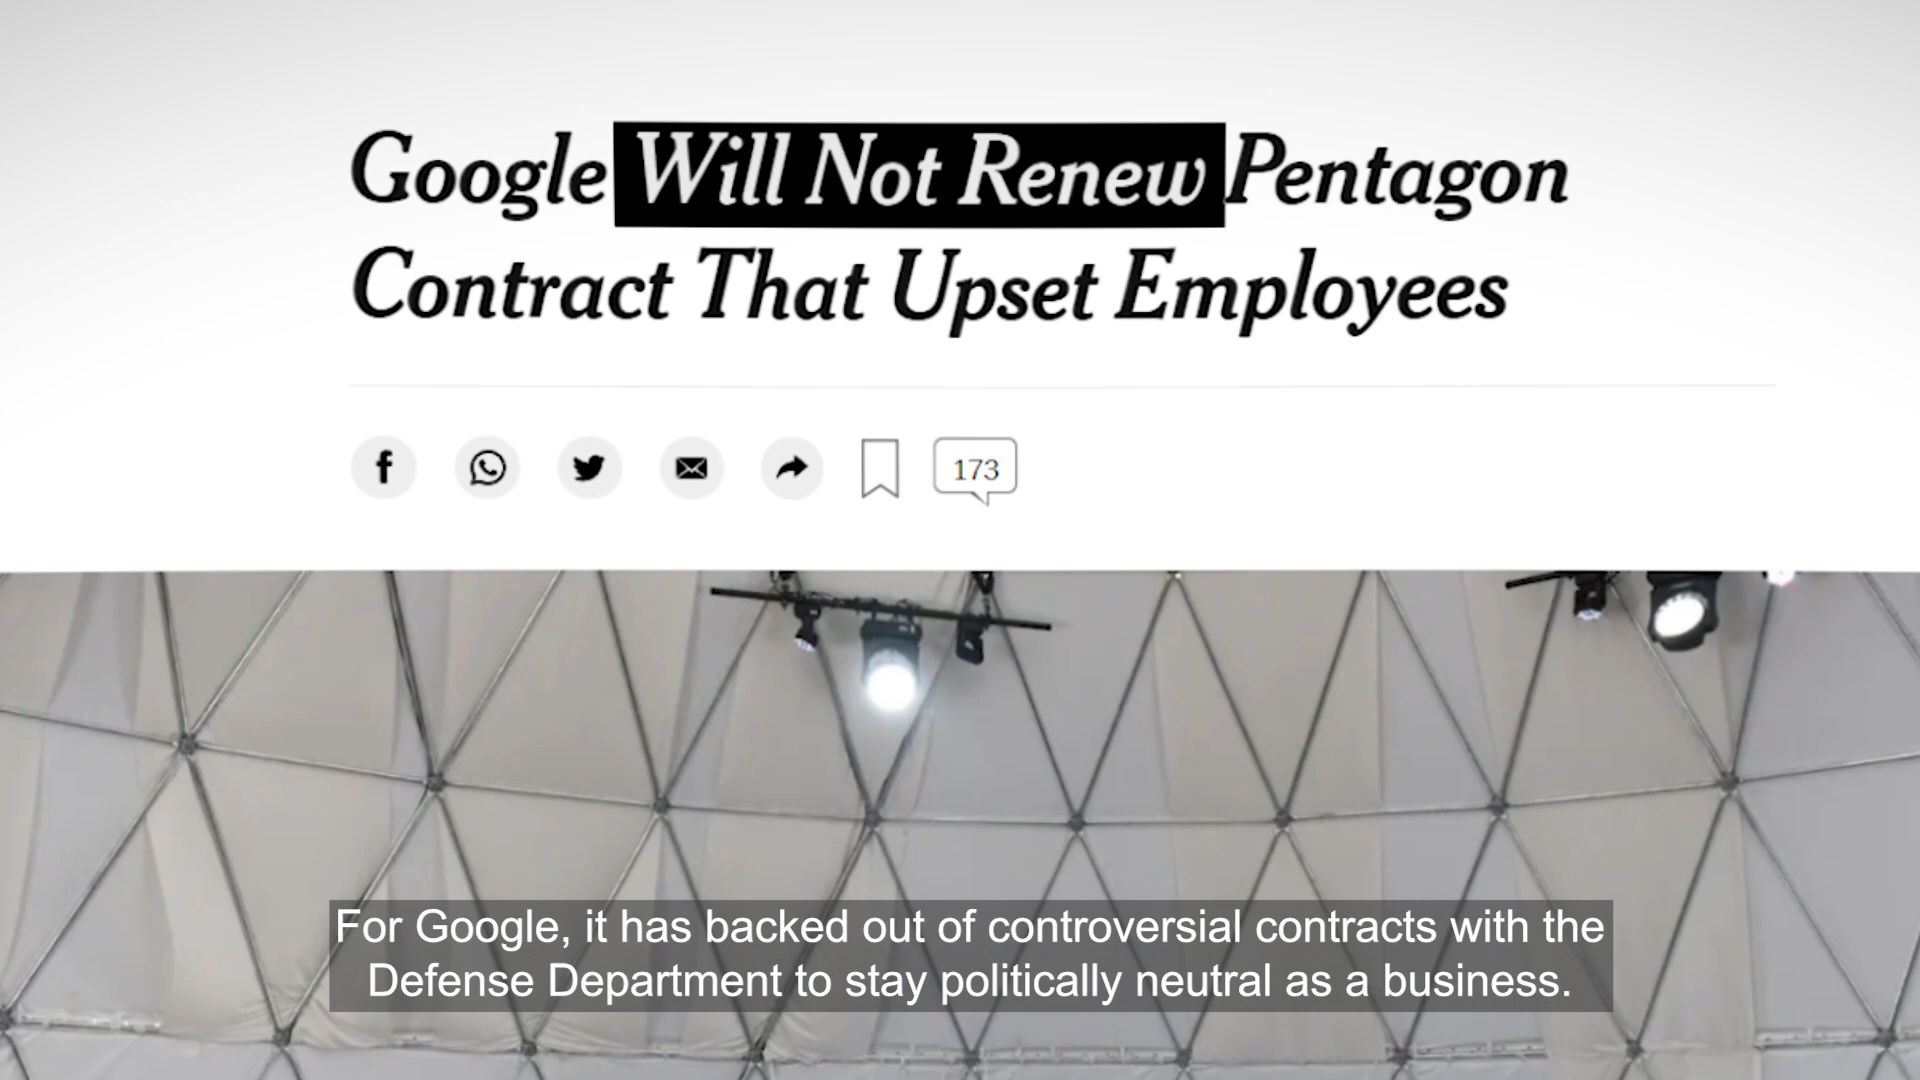 Google Will Not Renew Pentagon
Contract That Upset Employees
173
For Google, it has backed out of controversial contracts with the
Defense Department to stay politically neutral as a business.